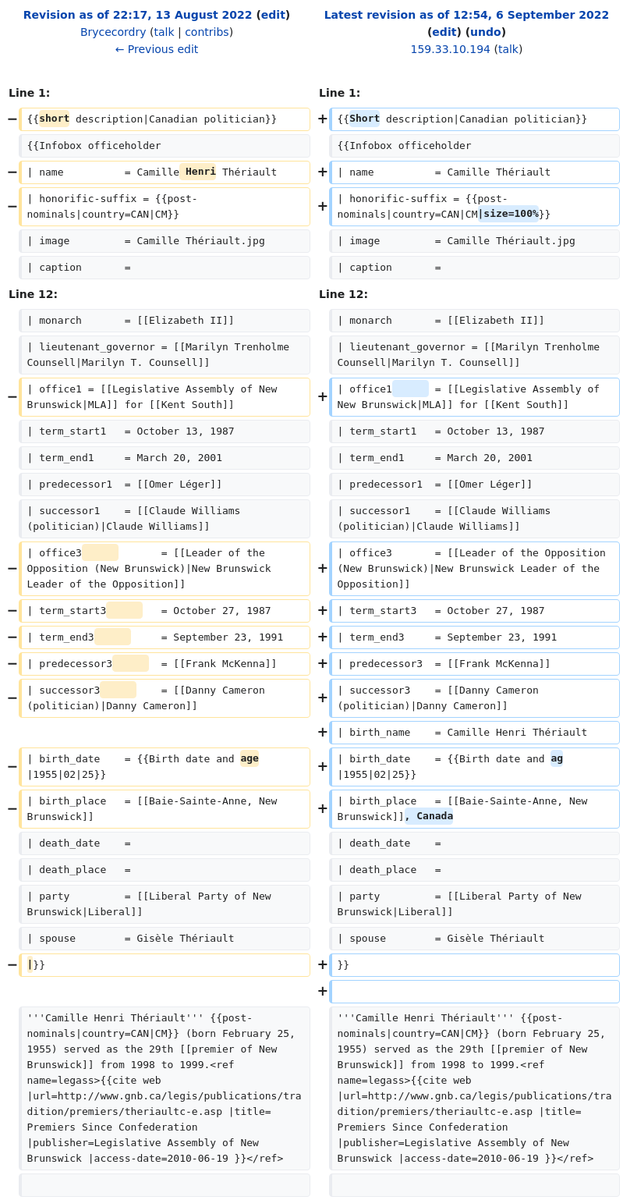 Revision as of 22:17, 13 August 2022 (edit)
Brycecordry (talk | contribs)
← Previous edit
Latest revision as of 12:54, 6 September 2022
(edit) (undo)
159.33.10.194 (talk)
Line 1:
Line 1:
− {{short description|Canadian politician}}
+ {{Short description|Canadian politician}}
{{Infobox officeholder
{{Infobox officeholder
− | name = Camille Henri Thériault
+ | name = Camille Thériault
− | honorific-suffix = {{post-
nominals|country=CAN|CM}}
+ | honorific-suffix = {{post-
nominals|country=CAN|CM|size=100%}}
| image = Camille Thériault.jpg
| image = Camille Thériault.jpg
| caption =
| caption =
Line 12:
Line 12:
| monarch = [[Elizabeth II]]
| monarch = [[Elizabeth II]]
| lieutenant_governor = [[Marilyn Trenholme
Counsell|Marilyn T. Counsell]]
| lieutenant_governor = [[Marilyn Trenholme
Counsell|Marilyn T. Counsell]]
− | office1 = [[Legislative Assembly of New
Brunswick|MLA]] for [[Kent South]]
+ | office1 = [[Legislative Assembly of
New Brunswick|MLA]] for [[Kent South]]
| term_start1 = October 13, 1987
| term_start1 = October 13, 1987
| term_end1 = March 20, 2001
| term_end1 = March 20, 2001
| predecessor1 = [[Omer Léger]]
| predecessor1 = [[Omer Léger]]
| successor1 = [[Claude Williams
(politician)|Claude Williams]]
| successor1 = [[Claude Williams
(politician)|Claude Williams]]
− | office3 = [[Leader of the
Opposition (New Brunswick)|New Brunswick
Leader of the Opposition]]
+ | office3 = [[Leader of the Opposition
(New Brunswick)|New Brunswick Leader of the
Opposition]]
− | term_start3 = October 27, 1987
+ | term_start3 = October 27, 1987
− | term_end3 = September 23, 1991
+ | term_end3 = September 23, 1991
− | predecessor3 = [[Frank McKenna]]
+ | predecessor3 = [[Frank McKenna]]
− | successor3 = [[Danny Cameron
(politician)|Danny Cameron]]
+ | successor3 = [[Danny Cameron
(politician)|Danny Cameron]]
+ | birth_name = Camille Henri Thériault
− | birth_date = {{Birth date and age
|1955|02|25}}
+ | birth_date = {{Birth date and ag
|1955|02|25}}
− | birth_place = [[Baie-Sainte-Anne, New
Brunswick]]
+ | birth_place = [[Baie-Sainte-Anne, New
Brunswick]], Canada
| death_date =
| death_date =
| death_place =
| death_place =
| party = [[Liberal Party of New
Brunswick|Liberal]]
| party = [[Liberal Party of New
Brunswick|Liberal]]
| spouse = Gisèle Thériault
| spouse = Gisèle Thériault
− |}}
+ }}
+
'''Camille Henri Thériault''' {{post-
nominals|country=CAN|CM}} (born February 25,
1955) served as the 29th [[premier of New
Brunswick]] from 1998 to 1999.<ref
name=legass>{{cite web
|url=http://www.gnb.ca/legis/publications/tra
dition/premiers/theriaultc-e.asp |title=
Premiers Since Confederation
|publisher=Legislative Assembly of New
Brunswick |access-date=2010-06-19 }}</ref>
'''Camille Henri Thériault''' {{post-
nominals|country=CAN|CM}} (born February 25,
1955) served as the 29th [[premier of New
Brunswick]] from 1998 to 1999.<ref
name=legass>{{cite web
|url=http://www.gnb.ca/legis/publications/tra
dition/premiers/theriaultc-e.asp |title=
Premiers Since Confederation
|publisher=Legislative Assembly of New
Brunswick |access-date=2010-06-19 }}</ref>